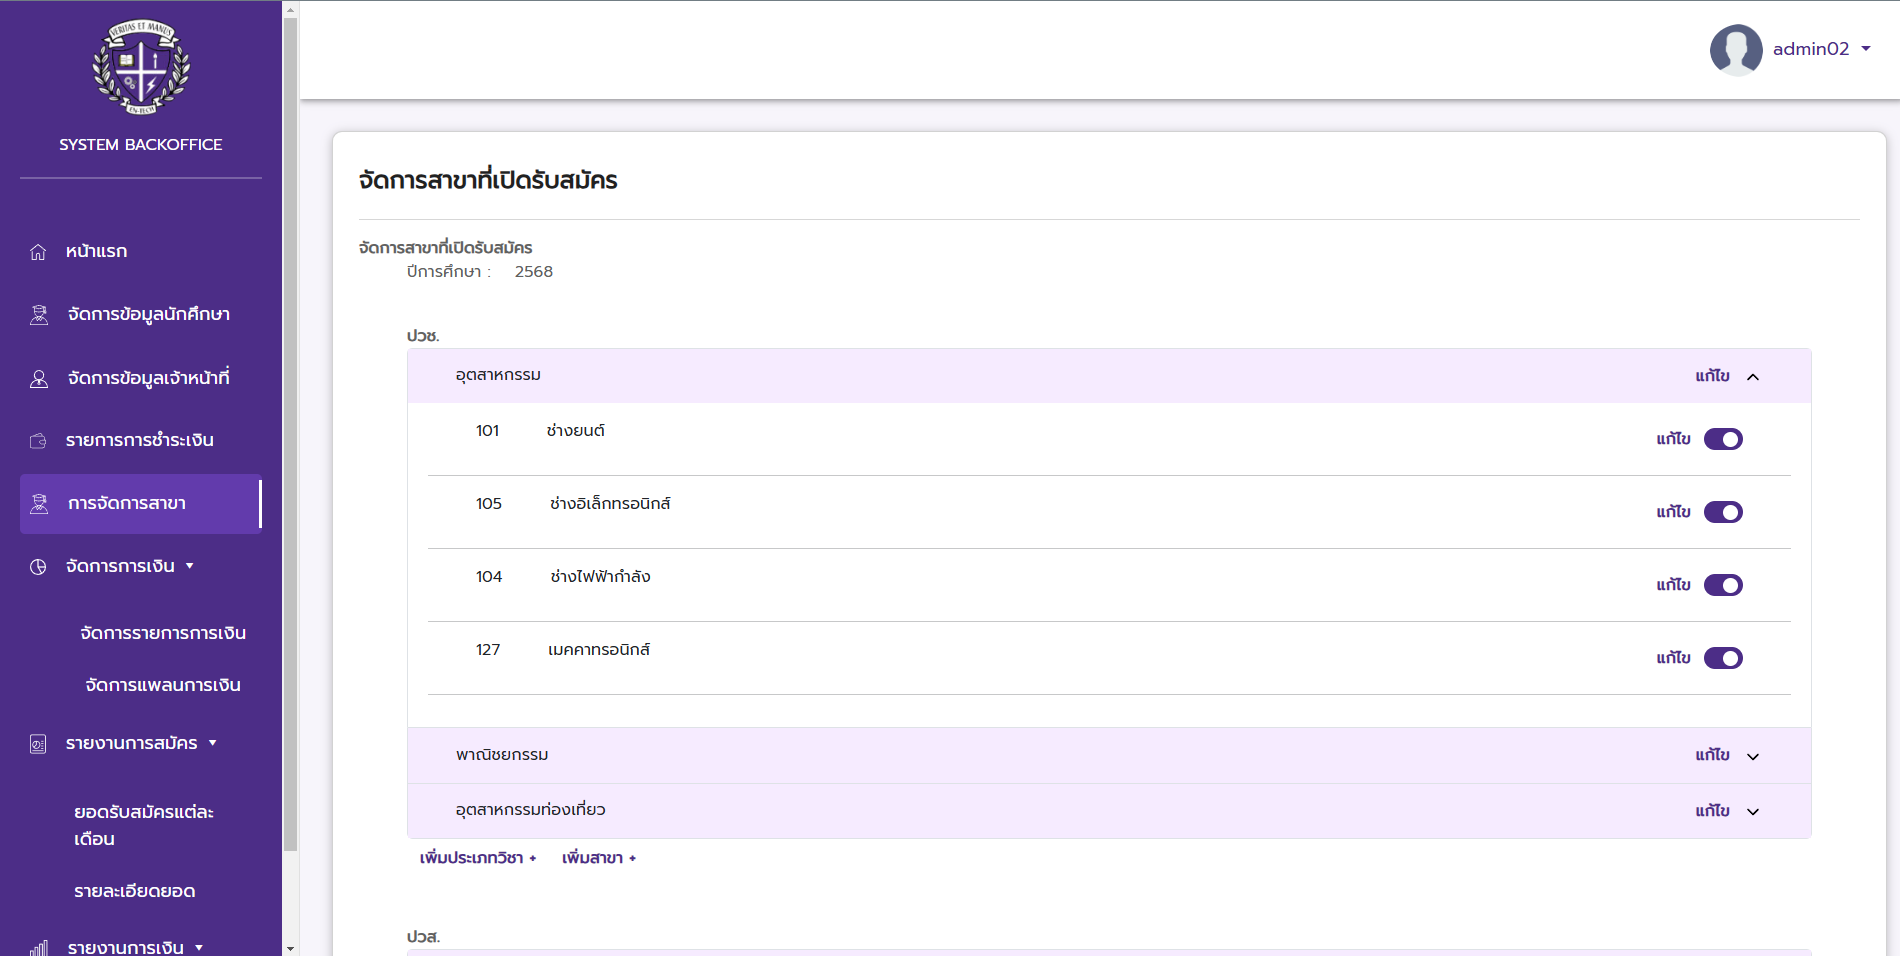 VERITAS ET MANUS
EN-TECH
SYSTEM BACKOFFICE
หน้าแรก
จัดการข้อมูลนักศึกษา
จัดการข้อมูลเจ้าหน้าที่
รายการการชำระเงิน
การจัดการสาขา
จัดการการเงิน
จัดการรายการการเงิน
จัดการแพลนการเงิน
รายงานการสมัคร
ยอดรับสมัครแต่ละ
เดือน
รายละเอียดยอด
รายงานการเงิน
admin02
จัดการสาขาที่เปิดรับสมัคร
จัดการสาขาที่เปิดรับสมัคร
ปีการศึกษา : 2568
ปวช.
อุตสาหกรรม แก้ไข
101 ช่างยนต์ แก้ไข
105 ช่างอิเล็กทรอนิกส์ แก้ไข
104 ช่างไฟฟ้ากำลัง แก้ไข
127 เมคคาทรอนิกส์ แก้ไข
พาณิชยกรรม แก้ไข
อุตสาหกรรมท่องเที่ยว แก้ไข
เพิ่มประเภทวิชา + เพิ่มสาขา +
ปวส.